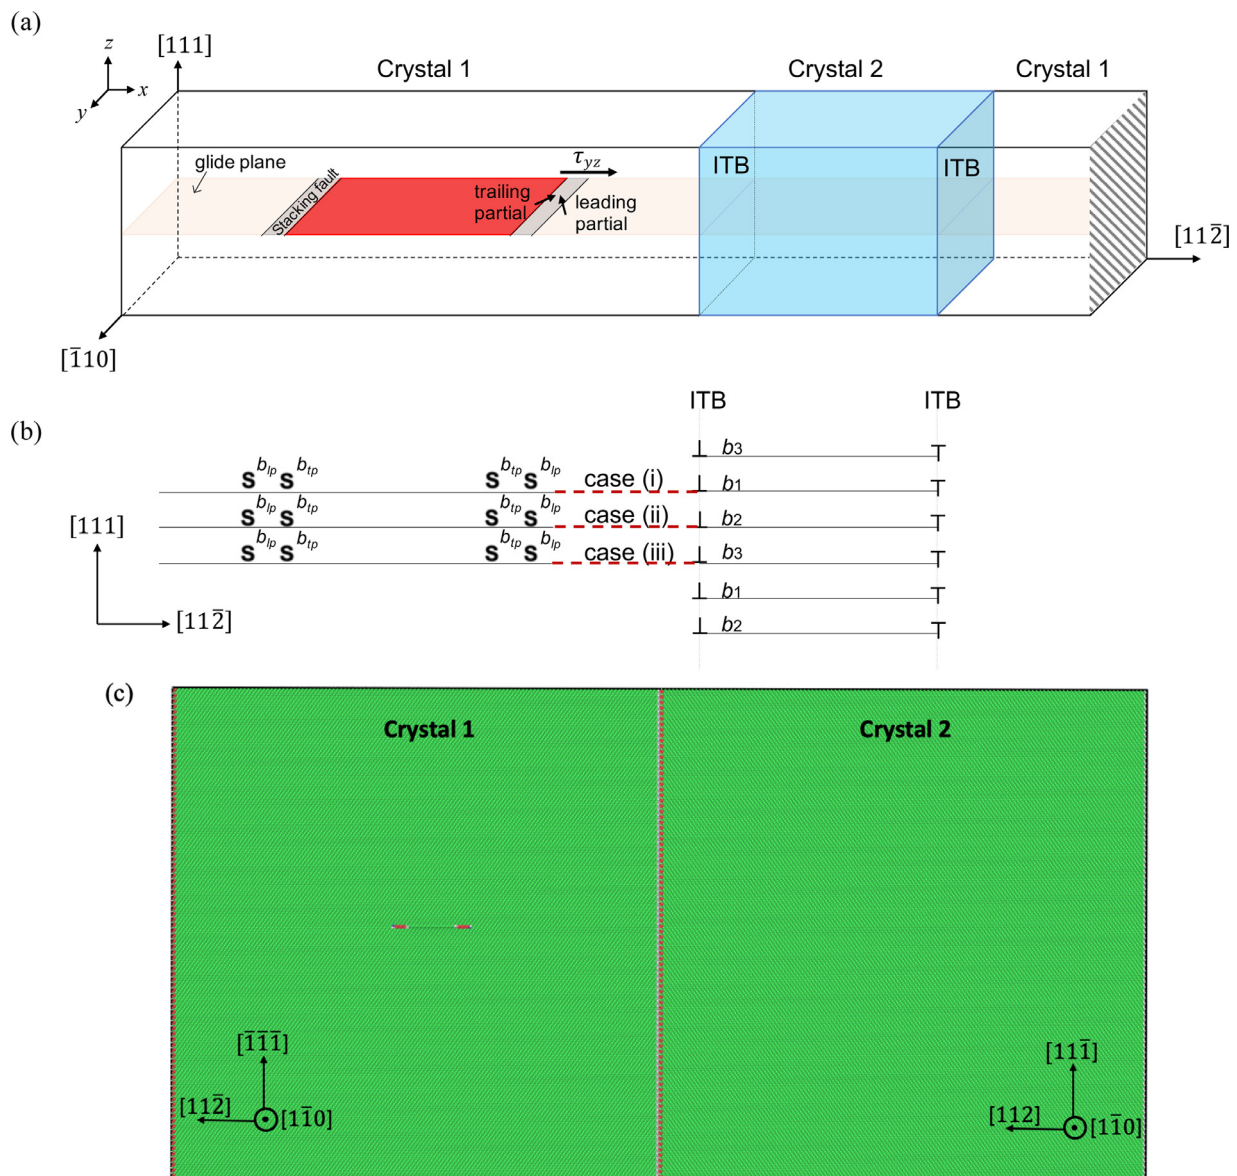 (a)
z
x
y
[111]
Crystal 1
Crystal 2
Crystal 1
glide plane
Stacking fault
τyz
trailing
partial
leading
partial
ITB
ITB
[112̅]
[1̅10]
(b)
ITB
ITB
b3
blp btp
btp blp
S S
S S
case (i)
b1
blp btp
btp blp
S S
S S
case (ii)
b2
blp btp
btp blp
S S
S S
case (iii)
b3
b1
b2
[111]
[112̅]
(c)
Crystal 1
Crystal 2
[1̅1̅1̅]
[112̅]
[11̅0]
[111̅]
[112]
[11̅0]